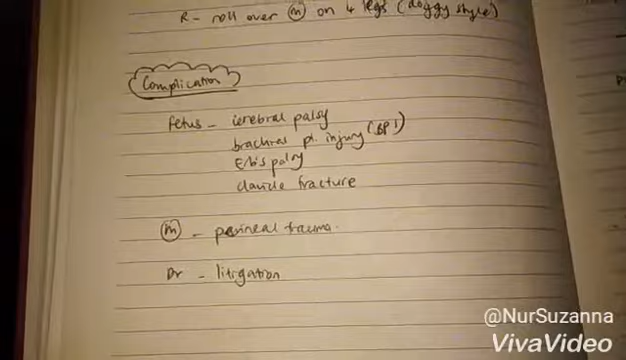 R - roll over (m) on 4 legs (doggy style)
Complication
Fetus - cerebral palsy
brachial pl. injury (BPI)
Erb's palsy
clavicle fracture
(m) - perineal trauma.
Dr - litigation
@NurSuzanna
VivaVideo